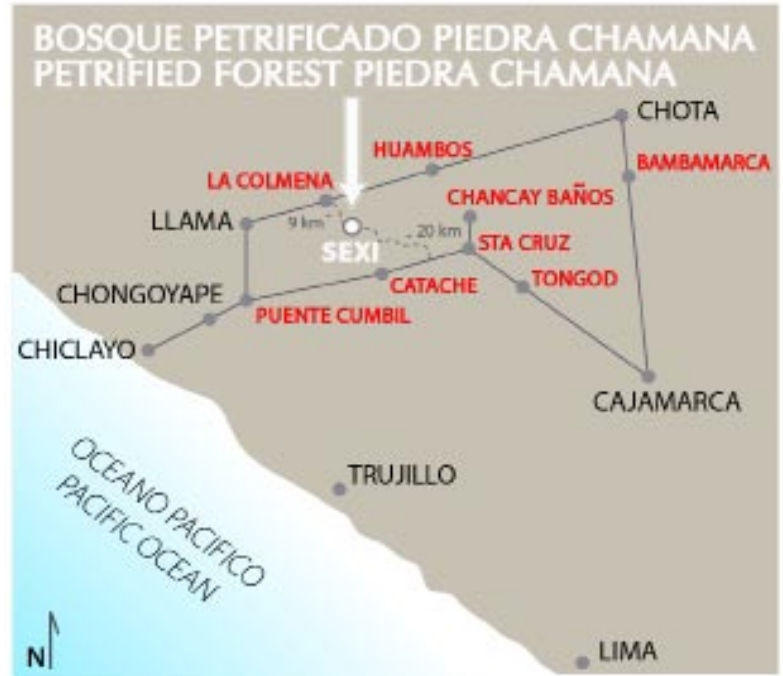 BOSQUE PETRIFICADO PIEDRA CHAMANA
PETRIFIED FOREST PIEDRA CHAMANA
CHOTA
HUAMBOS
BAMBAMARCA
LA COLMENA
CHANCAY BAÑOS
LLAMA
9 km
20 km
SEXI
STA CRUZ
CATACHE
TONGOD
CHONGOYAPE
PUENTE CUMBIL
CHICLAYO
CAJAMARCA
TRUJILLO
OCEANO PACIFICO
PACIFIC OCEAN
N
LIMA